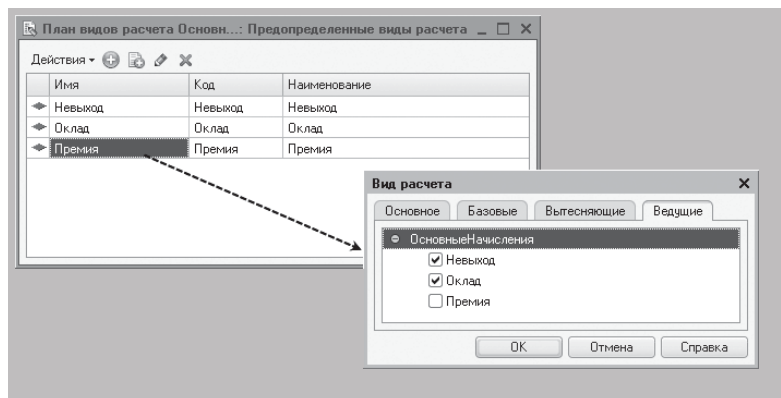 План видов расчета Основн...: Предопределенные виды расчета
Действия
Имя Код Наименование
Невыход Невыход Невыход
Оклад Оклад Оклад
Премия Премия Премия
Вид расчета
Основное Базовые Вытесняющие Ведущие
ОсновныеНачисления
Невыход
Оклад
Премия
ОК Отмена Справка